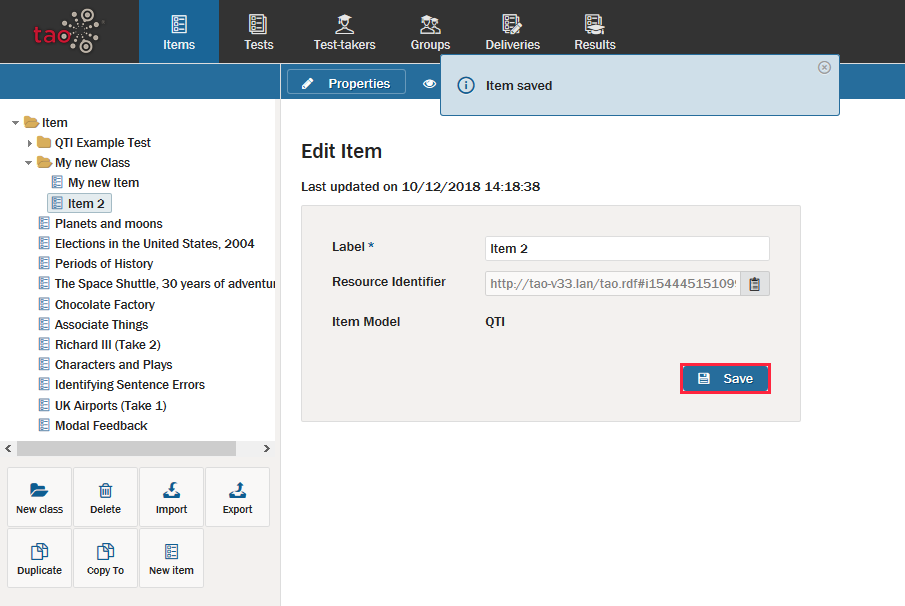 tao
Items
Tests
Test-takers
Groups
Deliveries
Results
Properties
Item saved
Item
QTI Example Test
My new Class
My new Item
Item 2
Planets and moons
Elections in the United States, 2004
Periods of History
The Space Shuttle, 30 years of adventur
Chocolate Factory
Associate Things
Richard III (Take 2)
Characters and Plays
Identifying Sentence Errors
UK Airports (Take 1)
Modal Feedback
New class
Delete
Import
Export
Duplicate
Copy To
New item
Edit Item
Last updated on 10/12/2018 14:18:38
Label *
Item 2
Resource Identifier
http://tao-v33.lan/tao.rdf#i154445151099
Item Model
QTI
Save